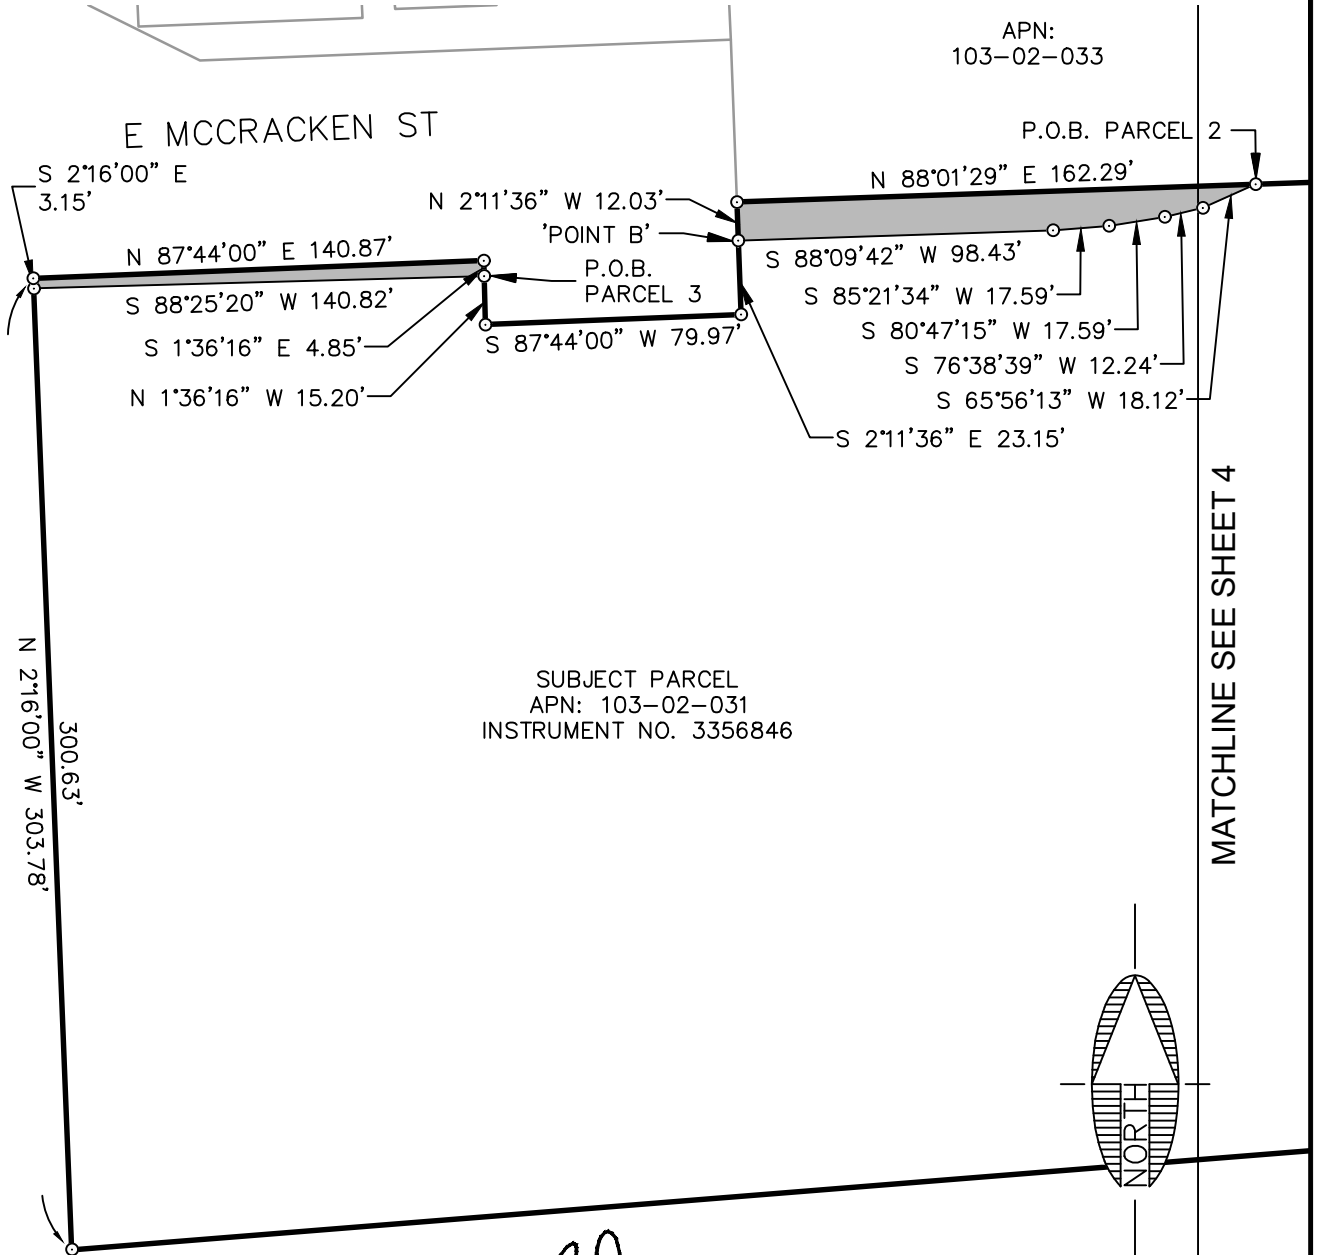 APN:
103-02-033
E MCCRACKEN ST
P.O.B. PARCEL 2
S 2°16'00" E
3.15'
N 88°01'29" E 162.29'
N 2°11'36" W 12.03'
'POINT B'
N 87°44'00" E 140.87'
S 88°09'42" W 98.43'
P.O.B.
PARCEL 3
S 88°25'20" W 140.82'
S 85°21'34" W 17.59'
S 80°47'15" W 17.59'
S 87°44'00" W 79.97'
S 1°36'16" E 4.85'
S 76°38'39" W 12.24'
N 1°36'16" W 15.20'
S 65°56'13" W 18.12'
S 2°11'36" E 23.15'
MATCHLINE SEE SHEET 4
N 2°16'00" W 303.78'
300.63'
SUBJECT PARCEL
APN: 103-02-031
INSTRUMENT NO. 3356846
NORTH